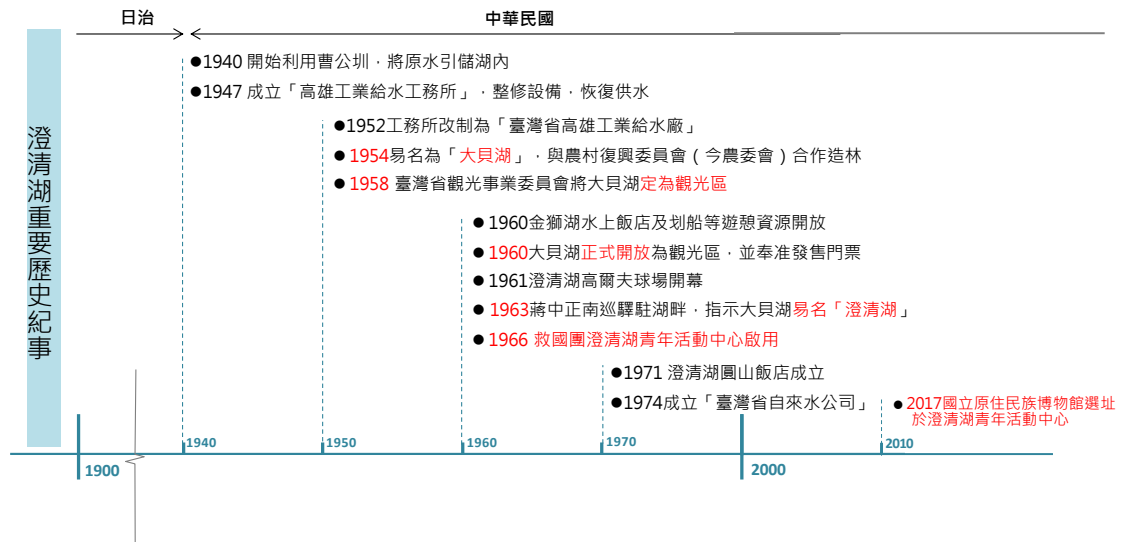 日治
中華民國
澄清湖重要歷史紀事
●1940 開始利用曹公圳，將原水引儲湖內
●1947 成立「高雄工業給水工務所」，整修設備，恢復供水
●1952工務所改制為「臺灣省高雄工業給水廠」
●1954易名為「大貝湖」，與農村復興委員會（今農委會）合作造林
●1958 臺灣省觀光事業委員會將大貝湖定為觀光區
●1960金獅湖水上飯店及划船等遊憩資源開放
●1960大貝湖正式開放為觀光區，並奉准發售門票
●1961澄清湖高爾夫球場開幕
●1963蔣中正南巡驛駐湖畔，指示大貝湖易名「澄清湖」
●1966 救國團澄清湖青年活動中心啟用
●1971 澄清湖圓山飯店成立
●1974成立「臺灣省自來水公司」
●2017國立原住民族博物館選址
於澄清湖青年活動中心
1940
1950
1960
1970
2010
1900
2000